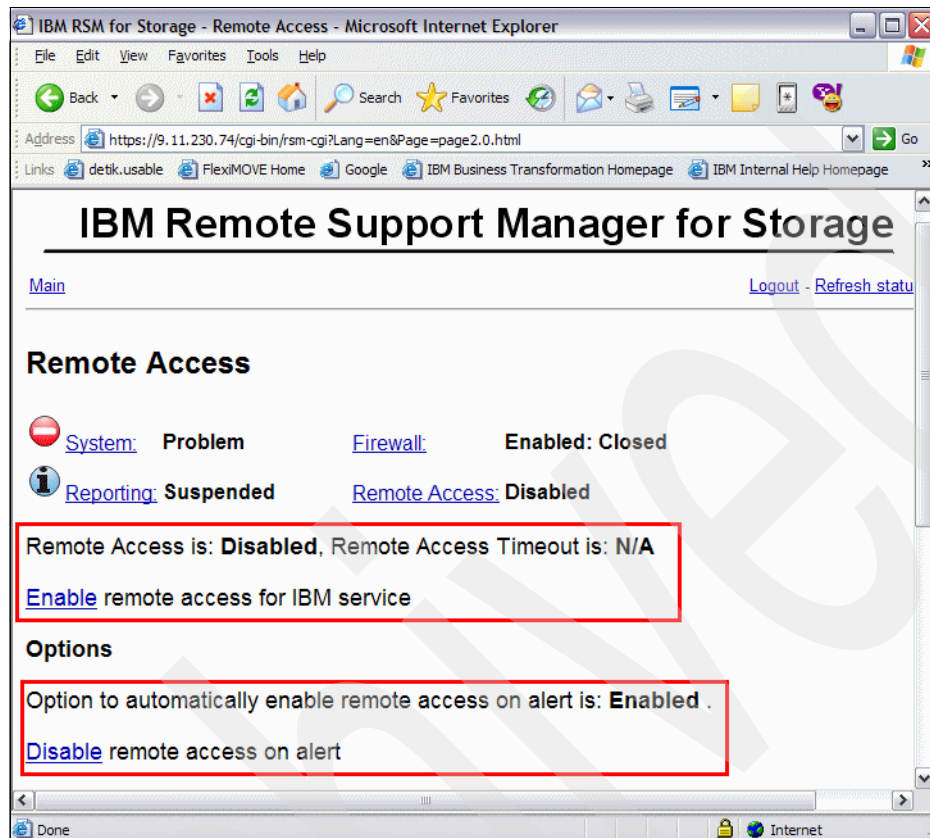 IBM RSM for Storage - Remote Access - Microsoft Internet Explorer
File Edit View Favorites Tools Help
Back Search Favorites
Address https://9.11.230.74/cgi-bin/rsm-cgi?Lang=en&Page=page2.0.html Go
Links detik.usable FlexiMOVE Home Google IBM Business Transformation Homepage IBM Internal Help Homepage »
IBM Remote Support Manager for Storage
Main Logout - Refresh statu
Remote Access
System: Problem Firewall: Enabled: Closed
Reporting: Suspended Remote Access: Disabled
Remote Access is: Disabled, Remote Access Timeout is: N/A
Enable remote access for IBM service
Options
Option to automatically enable remote access on alert is: Enabled .
Disable remote access on alert
Done Internet